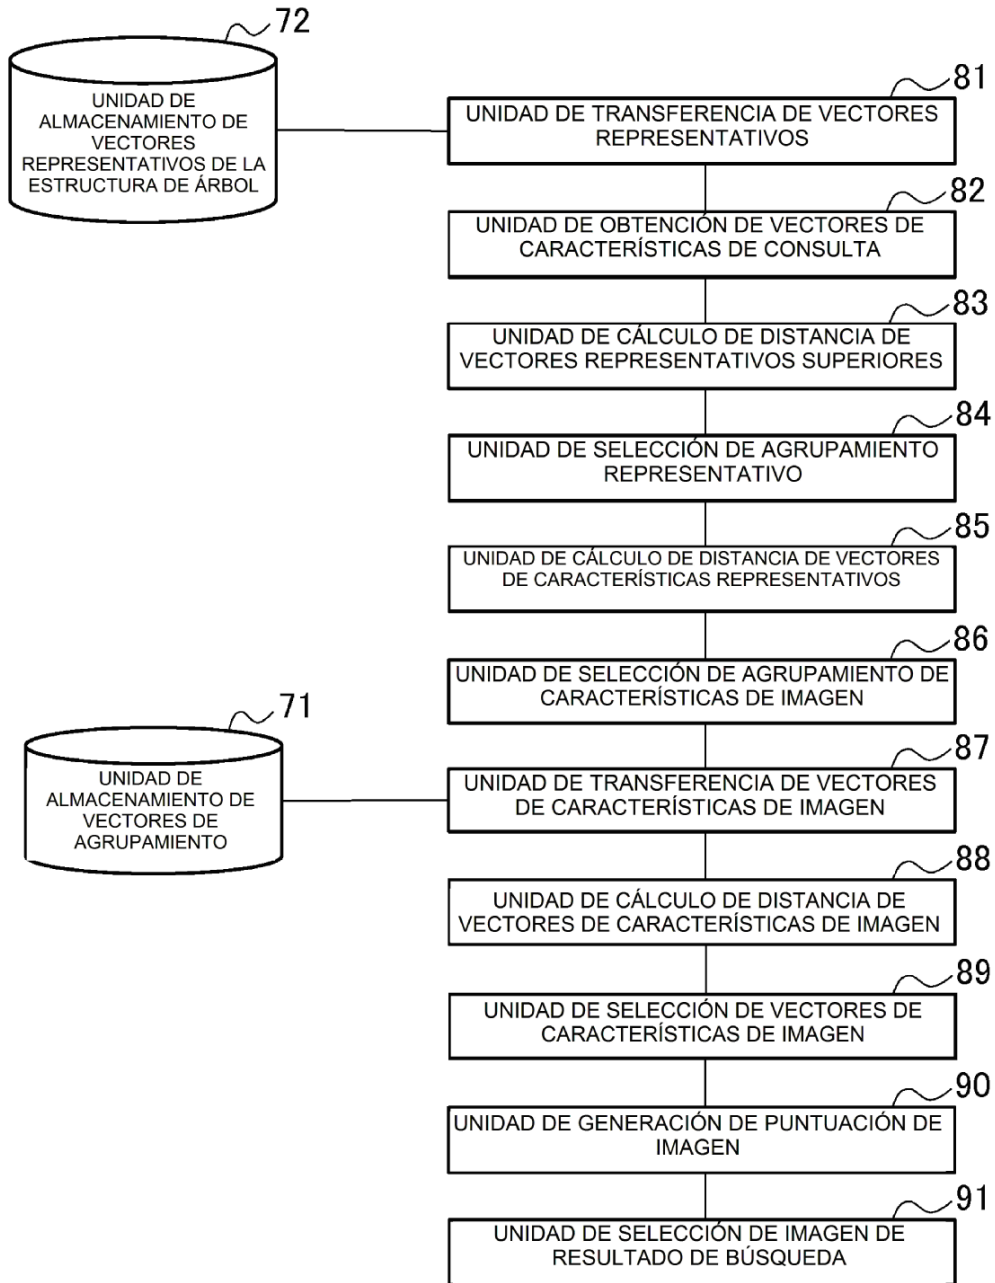 72
UNIDAD DE
ALMACENAMIENTO DE
VECTORES
REPRESENTATIVOS DE LA
ESTRUCTURA DE ÁRBOL
81
UNIDAD DE TRANSFERENCIA DE VECTORES
REPRESENTATIVOS
82
UNIDAD DE OBTENCIÓN DE VECTORES DE
CARACTERÍSTICAS DE CONSULTA
83
UNIDAD DE CÁLCULO DE DISTANCIA DE
VECTORES REPRESENTATIVOS SUPERIORES
84
UNIDAD DE SELECCIÓN DE AGRUPAMIENTO
REPRESENTATIVO
85
UNIDAD DE CÁLCULO DE DISTANCIA DE VECTORES
DE CARACTERÍSTICAS REPRESENTATIVOS
86
UNIDAD DE SELECCIÓN DE AGRUPAMIENTO DE
CARACTERÍSTICAS DE IMAGEN
71
UNIDAD DE
ALMACENAMIENTO DE
VECTORES DE
AGRUPAMIENTO
87
UNIDAD DE TRANSFERENCIA DE VECTORES
DE CARACTERÍSTICAS DE IMAGEN
88
UNIDAD DE CÁLCULO DE DISTANCIA DE
VECTORES DE CARACTERÍSTICAS DE IMAGEN
89
UNIDAD DE SELECCIÓN DE VECTORES DE
CARACTERÍSTICAS DE IMAGEN
90
UNIDAD DE GENERACIÓN DE PUNTUACIÓN DE
IMAGEN
91
UNIDAD DE SELECCIÓN DE IMAGEN DE
RESULTADO DE BÚSQUEDA